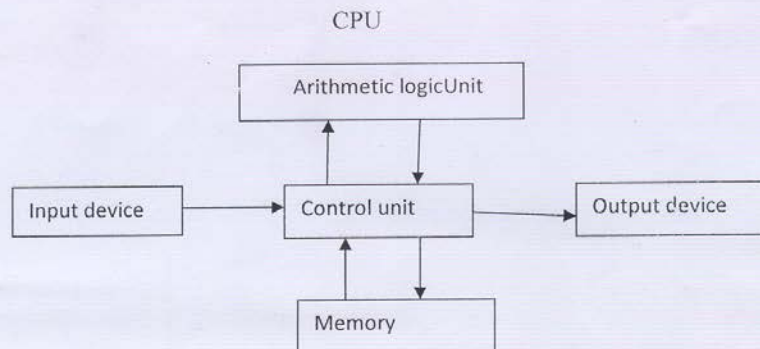 CPU
Arithmetic logicUnit
Input device
Control unit
Output device
Memory